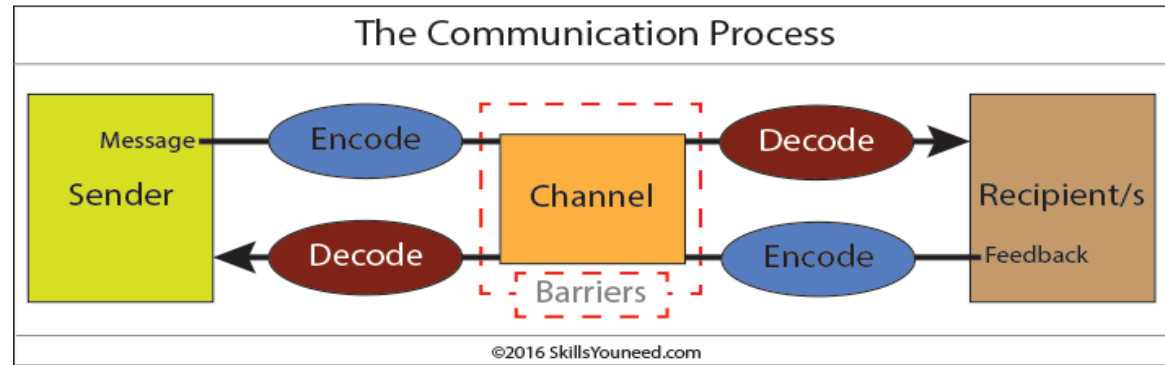 The Communication Process
Message
Encode
Decode
Sender
Channel
Recipient/s
Decode
Encode
Feedback
Barriers
©2016 SkillsYouneed.com